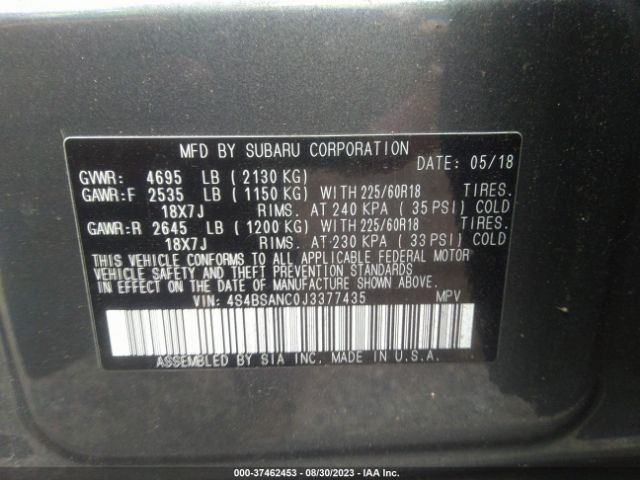 MFD BY SUBARU CORPORATION
DATE: 05/18
GVWR: 4695 LB (2130 KG)
GAWR:F 2535 LB (1150 KG) WITH 225/60R18 TIRES.
18X7J RIMS. AT 240 KPA (35 PSI) COLD
GAWR:R 2645 LB (1200 KG) WITH 225/60R18 TIRES.
18X7J RIMS. AT 230 KPA (33 PSI) COLD
THIS VEHICLE CONFORMS TO ALL APPLICABLE FEDERAL MOTOR
VEHICLE SAFETY AND THEFT PREVENTION STANDARDS
IN EFFECT ON THE DATE OF MANUFACTURE SHOWN ABOVE.
VIN: 4S4BSANC0J3377435 MPV
ASSEMBLED BY SIA INC. MADE IN U.S.A.
000-37462453 - 08/30/2023 - IAA Inc.